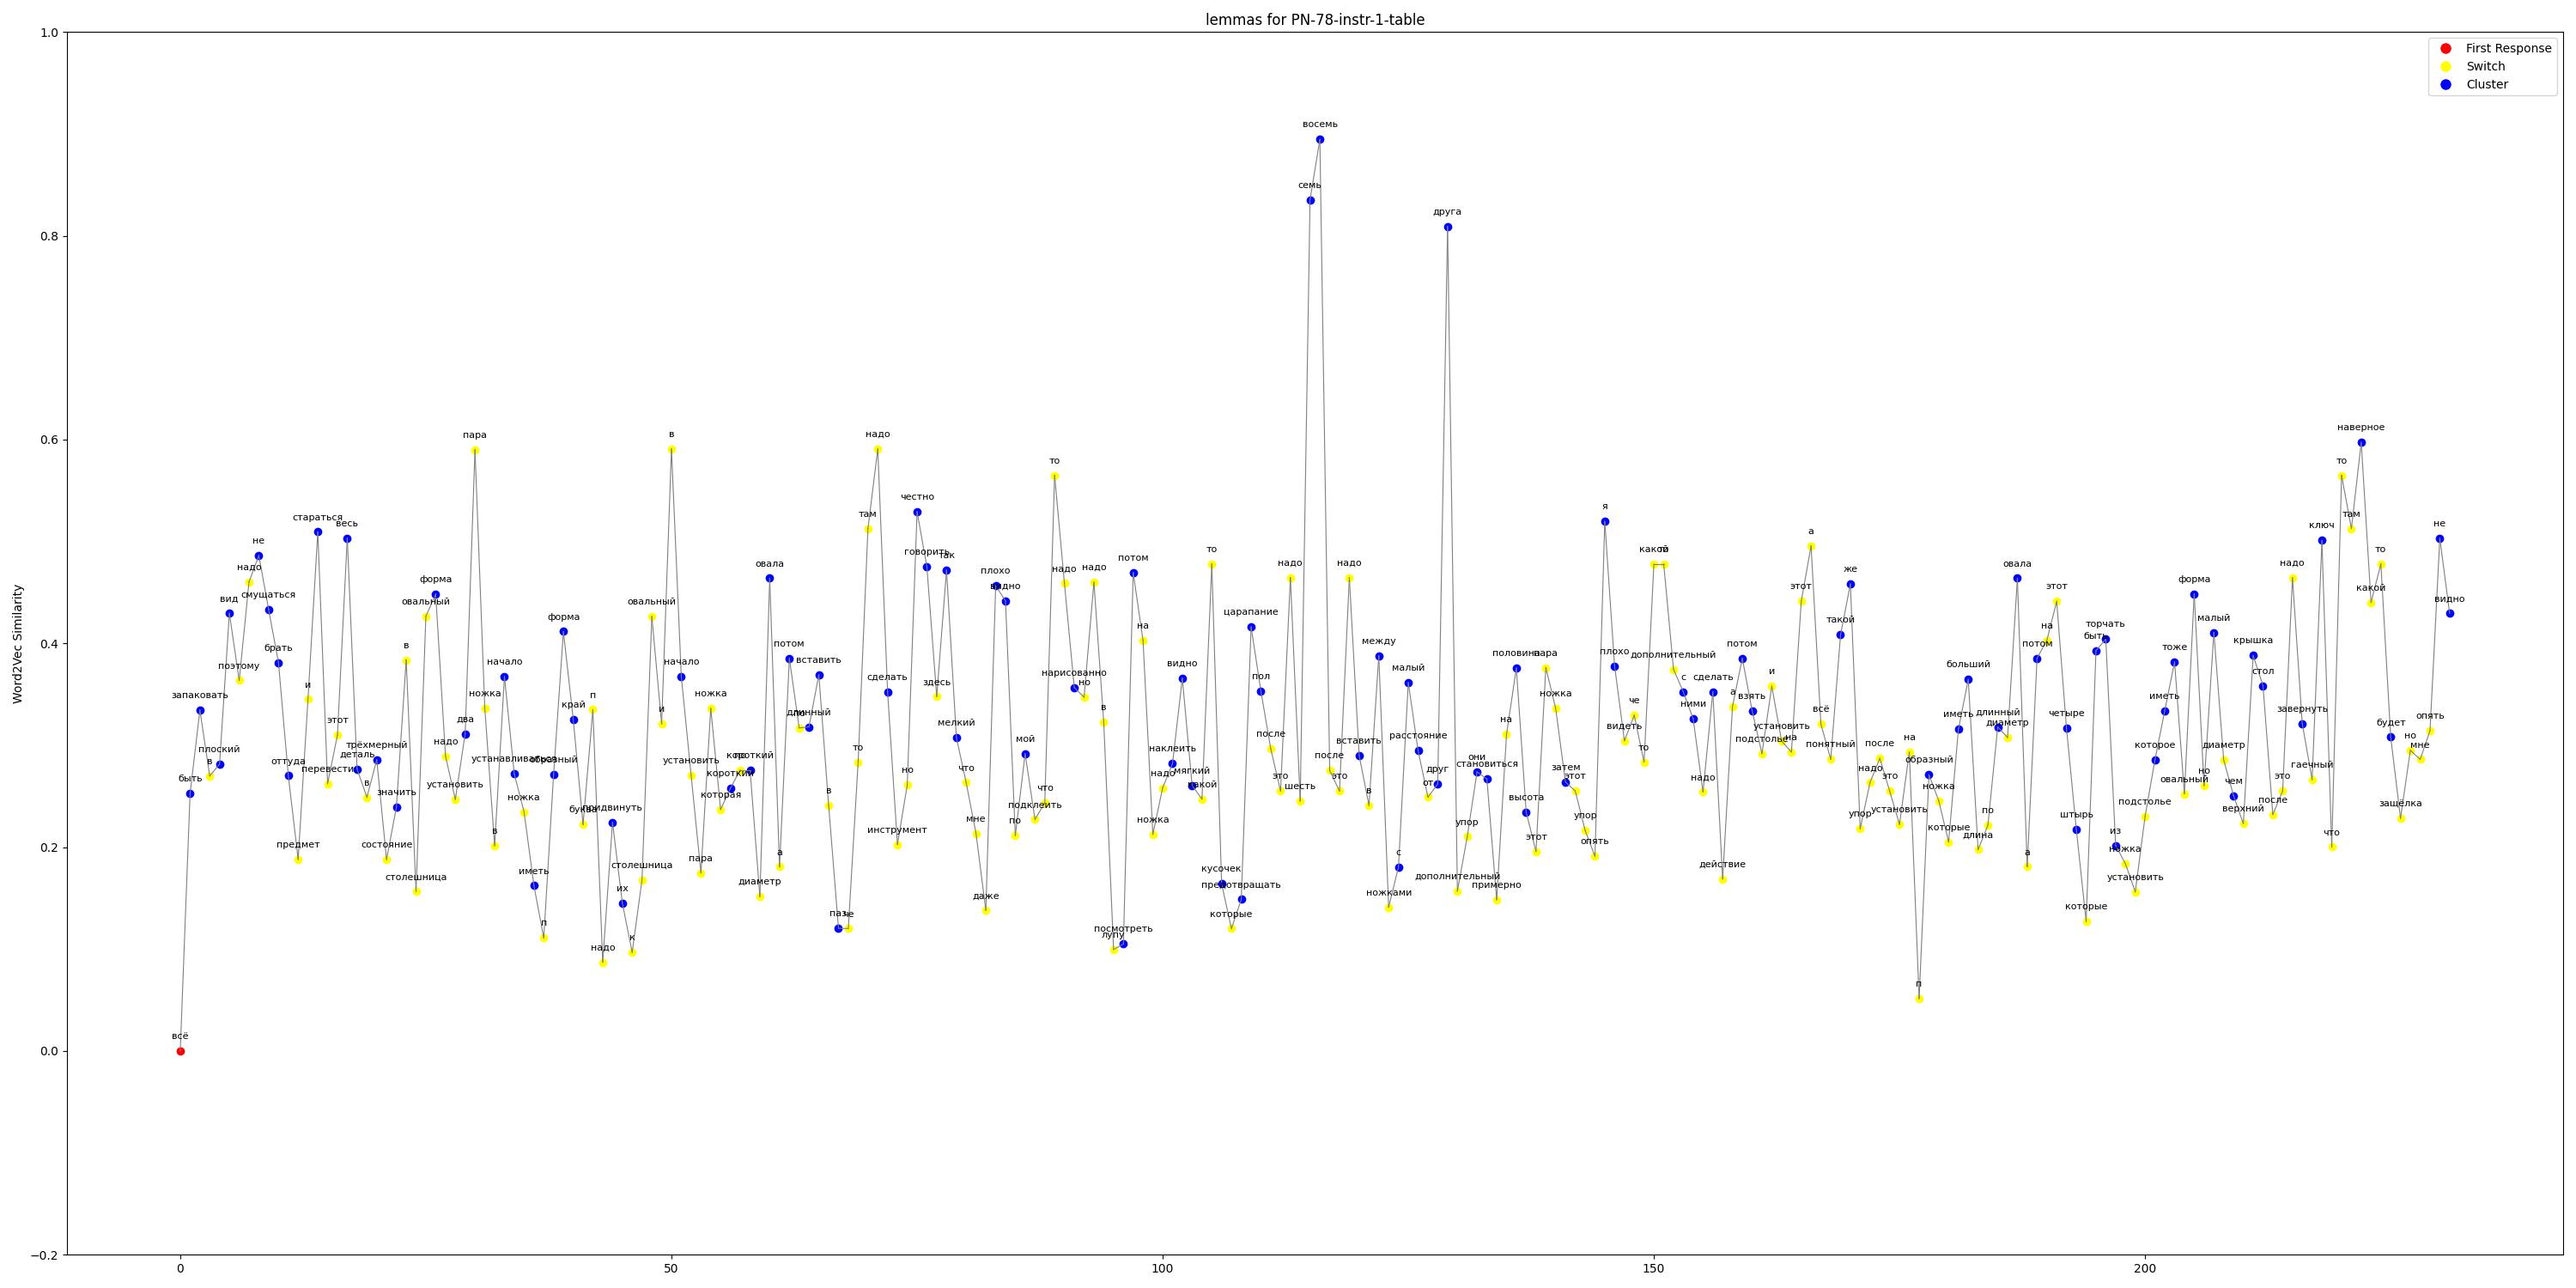 lemmas for PN-78-instr-1-table
First Response
Switch
Cluster
Word2Vec Similarity
1.0
0.8
0.6
0.4
0.2
0.0
−0.2
0
50
100
150
200
всё
быть
запаковать
в
плоский
вид
поэтому
надо
не
смущаться
брать
оттуда
предмет
и
стараться
перевести
этот
весь
деталь
в
трёхмерный
состояние
значить
в
столешница
овальный
форма
надо
установить
два
пара
ножка
в
начало
устанавливаться
ножка
иметь
п
образный
форма
край
буква
п
надо
придвинуть
их
к
столешница
овальный
и
в
начало
установить
пара
ножка
которая
короткий
короткий
диаметр
овала
а
потом
длинный
вставить
в
паз
че
то
там
надо
сделать
инструмент
но
честно
говорить
здесь
так
мелкий
что
мне
даже
плохо
видно
по
мой
подклеить
что
то
надо
нарисованно
но
надо
в
лупу
посмотреть
потом
на
ножка
надо
наклеить
видно
мягкий
какой
то
кусочек
которые
предотвращать
царапание
пол
после
это
надо
шесть
семь
восемь
после
это
надо
вставить
в
между
ножками
с
малый
расстояние
от
друг
друга
дополнительный
упор
они
становиться
примерно
на
половина
высота
этот
пара
ножка
затем
этот
упор
опять
я
плохо
видеть
че
то
какой
то
дополнительный
с
ними
надо
сделать
действие
а
потом
взять
подстолье
и
установить
на
этот
а
всё
понятный
такой
же
упор
надо
после
это
установить
на
п
образный
ножка
которые
иметь
больший
длина
по
длинный
диаметр
овала
а
потом
на
этот
четыре
штырь
которые
быть
торчать
из
ножка
установить
подстолье
которое
иметь
тоже
овальный
форма
но
малый
диаметр
чем
верхний
крышка
стол
после
это
надо
завернуть
гаечный
ключ
что
то
там
наверное
какой
то
будет
защёлка
но
мне
опять
не
видно